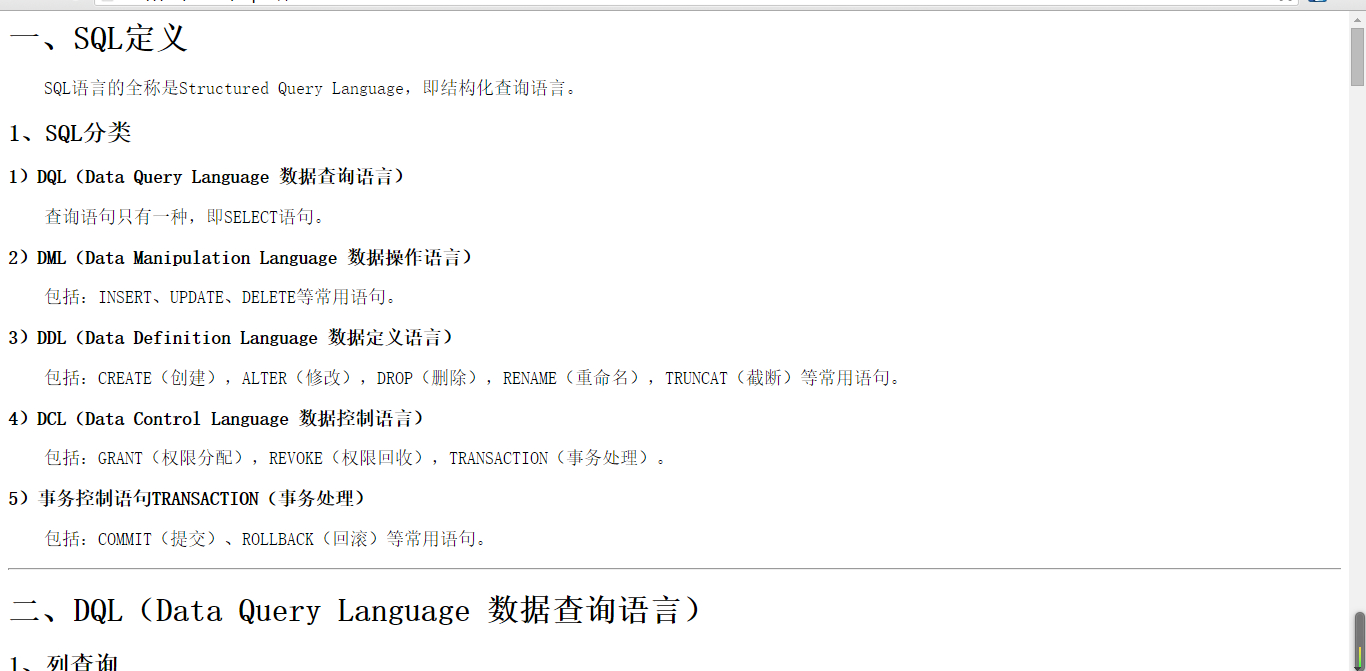 一、SQL定义
SQL语言的全称是Structured Query Language，即结构化查询语言。
1、SQL分类
1）DQL（Data Query Language 数据查询语言）
查询语句只有一种，即SELECT语句。
2）DML（Data Manipulation Language 数据操作语言）
包括：INSERT、UPDATE、DELETE等常用语句。
3）DDL（Data Definition Language 数据定义语言）
包括：CREATE（创建），ALTER（修改），DROP（删除），RENAME（重命名），TRUNCAT（截断）等常用语句。
4）DCL（Data Control Language 数据控制语言）
包括：GRANT（权限分配），REVOKE（权限回收），TRANSACTION（事务处理）。
5）事务控制语句TRANSACTION（事务处理）
包括：COMMIT（提交）、ROLLBACK（回滚）等常用语句。
二、DQL（Data Query Language 数据查询语言）
1、列查询